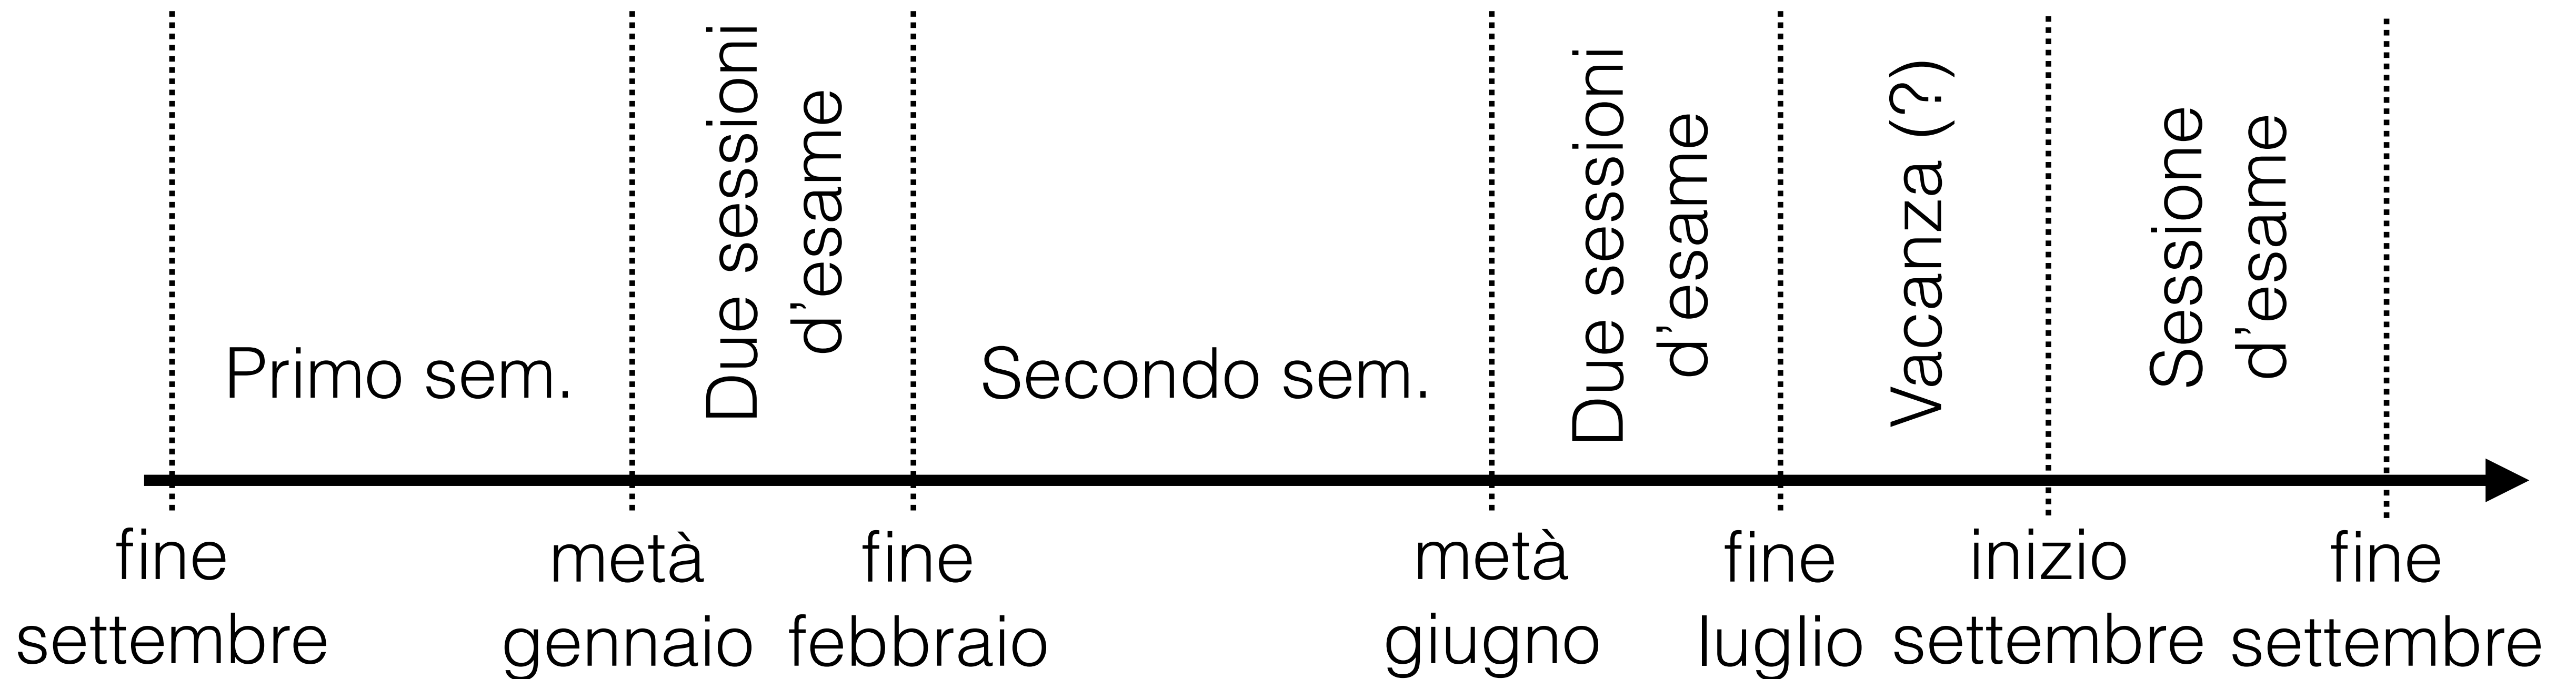 Due sessioni
d’esame
Due sessioni
d’esame
Vacanza (?)
Sessione
d’esame
Primo sem.
Secondo sem.
fine
settembre
metà
gennaio
fine
febbraio
metà
giugno
fine
luglio
inizio
settembre
fine
settembre